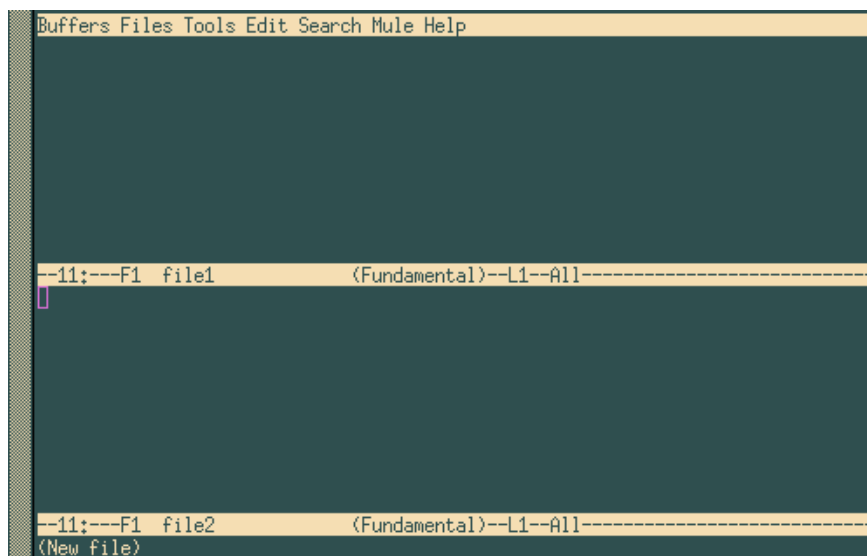 Buffers Files Tools Edit Search Mule Help
--11:---F1  file1             (Fundamental)--L1--All---------------------------
--11:---F1  file2             (Fundamental)--L1--All---------------------------
(New file)